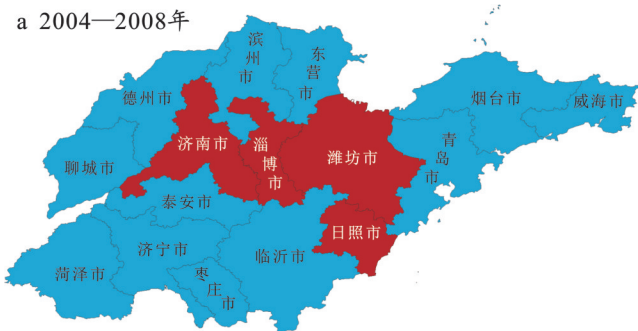 a 2004—2008年
滨州市
东营市
德州市
烟台市
威海市
济南市
淄博市
潍坊市
青岛市
聊城市
泰安市
日照市
济宁市
临沂市
菏泽市
枣庄市